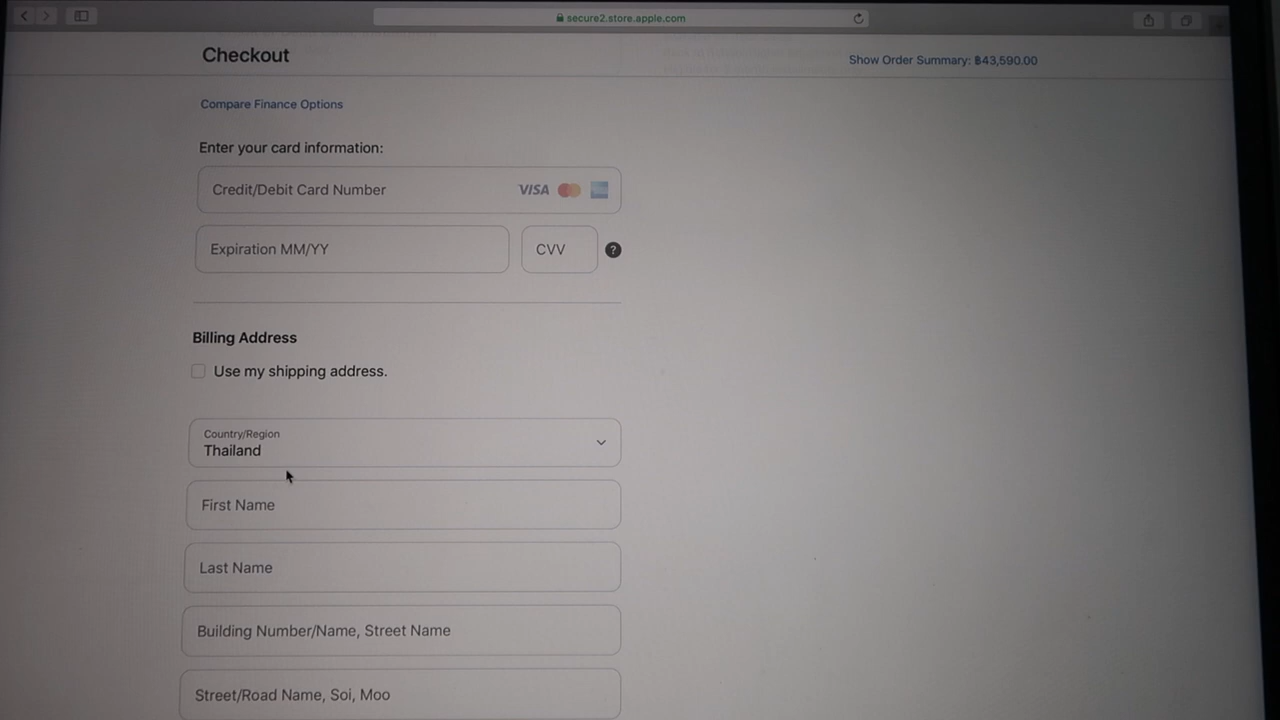 secure2.store.apple.com
Checkout
Show Order Summary: ฿43,590.00
Compare Finance Options
Enter your card information:
Credit/Debit Card Number VISA
Expiration MM/YY CVV ?
Billing Address
Use my shipping address.
Country/Region
Thailand
First Name
Last Name
Building Number/Name, Street Name
Street/Road Name, Soi, Moo